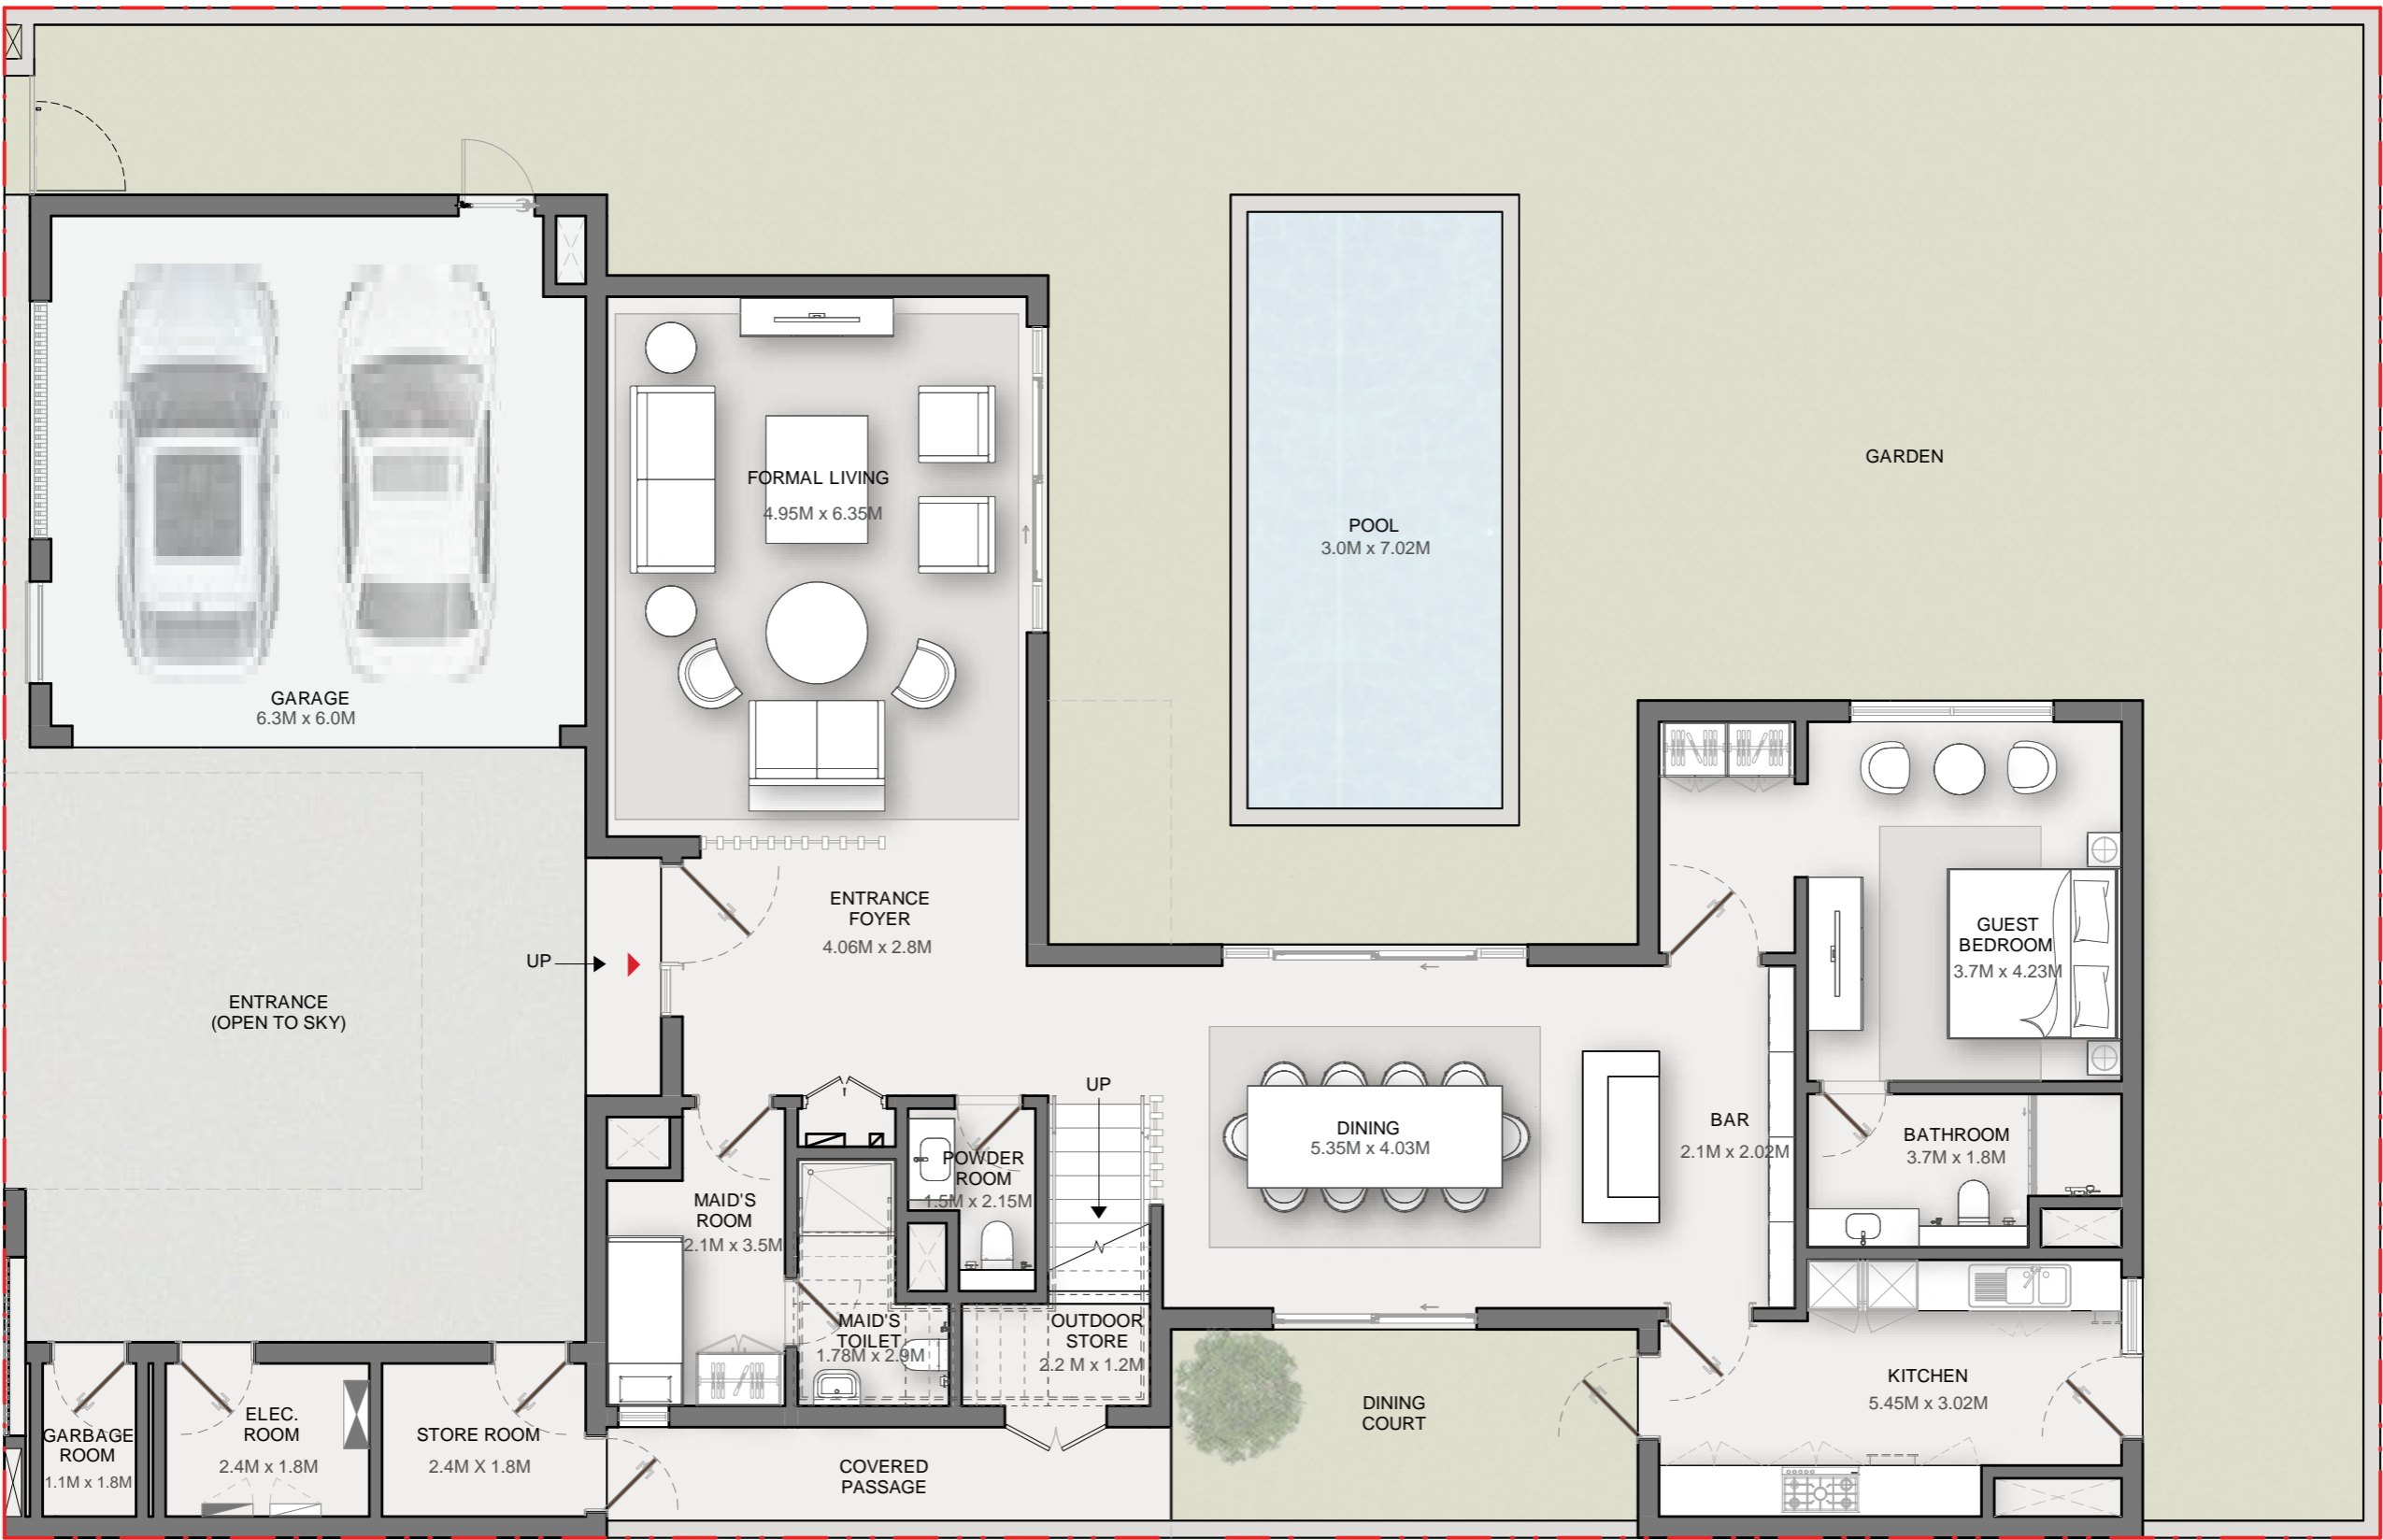 FORMAL LIVING
4.95M x 6.35M
GARDEN
POOL
3.0M x 7.02M
GARAGE
6.3M x 6.0M
ENTRANCE
FOYER
4.06M x 2.8M
UP
ENTRANCE
(OPEN TO SKY)
GUEST
BEDROOM
3.7M x 4.23M
UP
DINING
5.35M x 4.03M
BAR
2.1M x 2.02M
BATHROOM
3.7M x 1.8M
POWDER
ROOM
1.5M x 2.15M
MAID'S
ROOM
2.1M x 3.5M
MAID'S
TOILET
1.78M x 2.9M
OUTDOOR
STORE
2.2 M x 1.2M
KITCHEN
5.45M x 3.02M
DINING
COURT
GARBAGE
ROOM
1.1M x 1.8M
ELEC.
ROOM
2.4M x 1.8M
STORE ROOM
2.4M X 1.8M
COVERED
PASSAGE